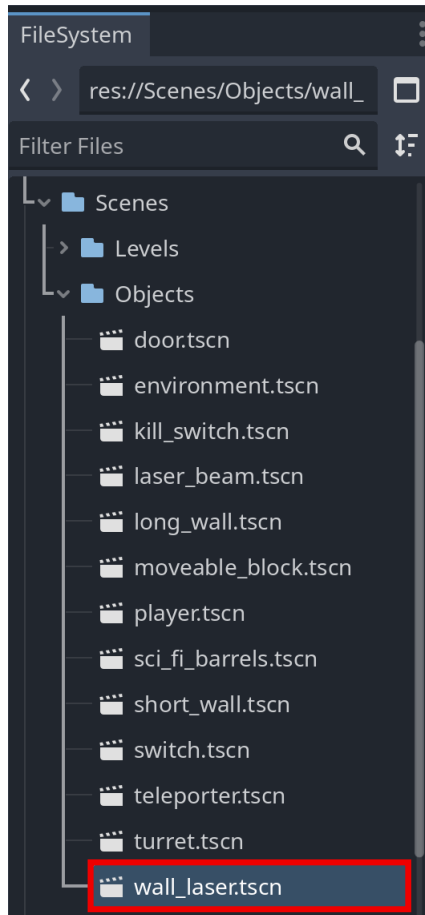 FileSystem
res://Scenes/Objects/wall_
Filter Files
Scenes
Levels
Objects
door.tscn
environment.tscn
kill_switch.tscn
laser_beam.tscn
long_wall.tscn
moveable_block.tscn
player.tscn
sci_fi_barrels.tscn
short_wall.tscn
switch.tscn
teleporter.tscn
turret.tscn
wall_laser.tscn